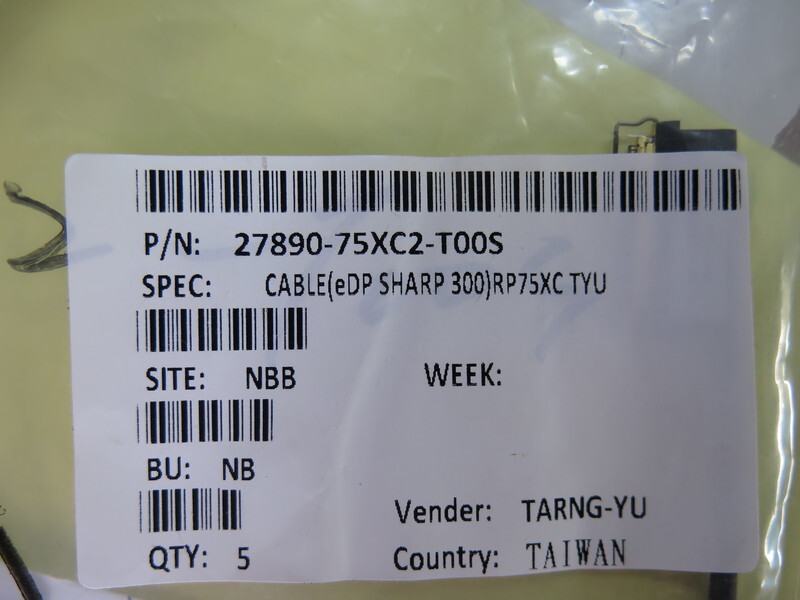 P/N: 27890-75XC2-T00S
SPEC: CABLE(eDP SHARP 300)RP75XC TYU
SITE: NBB WEEK:
BU: NB
Vender: TARNG-YU
QTY: 5 Country: TAIWAN